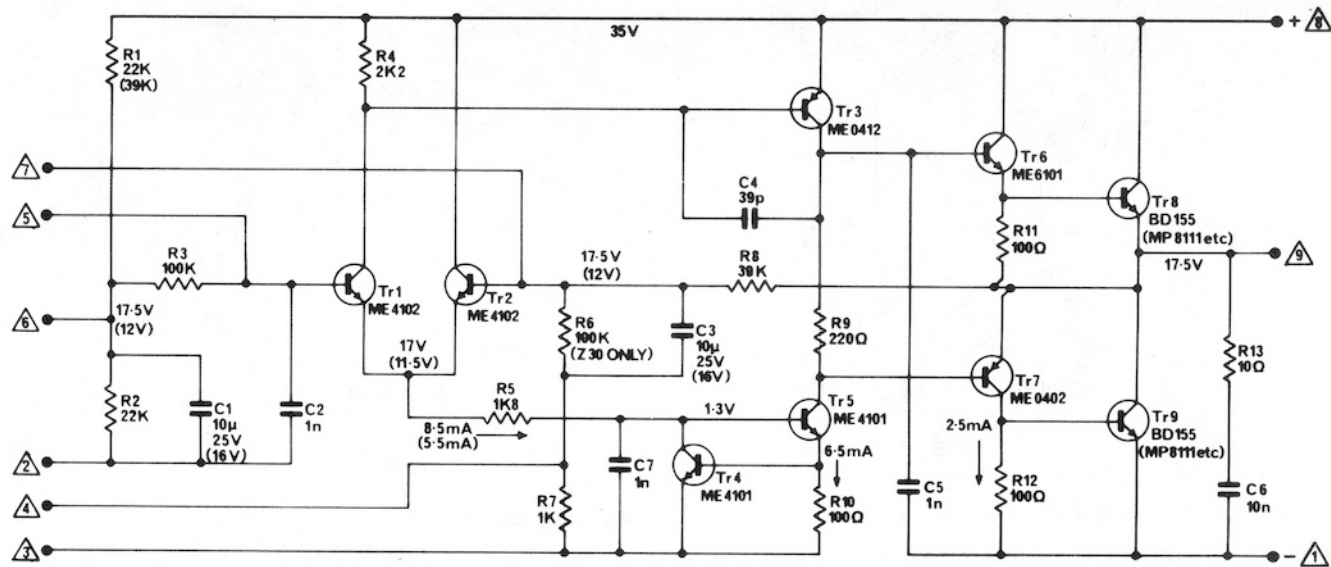 35V
+ 8
R1
22K
(39K)
R4
2K2
Tr3
ME0412
7
Tr6
ME6101
5
C4
39p
Tr8
BD155
(MP8111etc)
R3
100K
R11
100Ω
9
17·5V
17·5V
(12V)
R8
39K
Tr1
ME4102
Tr2
ME4102
6
17·5V
(12V)
R6
100K
(Z30 ONLY)
C3
10μ
25V
(16V)
R9
220Ω
R13
10Ω
17V
(11·5V)
Tr7
ME0402
R2
22K
C1
10μ
25V
(16V)
C2
1n
R5
1K8
1·3V
Tr5
ME4101
Tr9
BD155
(MP8111etc)
8·5mA
(5·5mA)
2·5mA
6·5mA
2
C7
1n
Tr4
ME4101
4
R7
1K
R10
100Ω
C5
1n
R12
100Ω
C6
10n
3
− 1